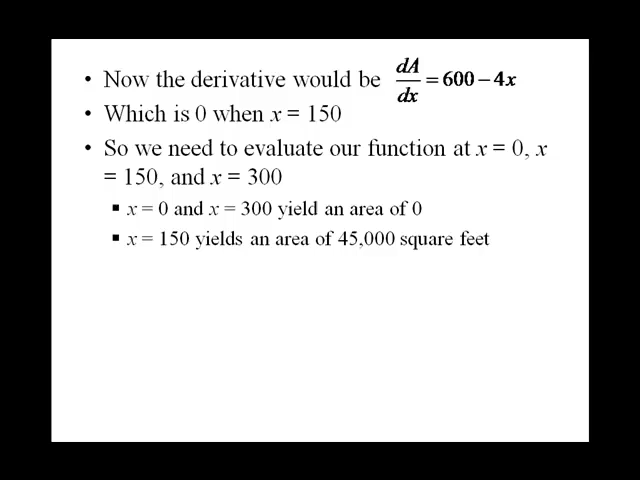 • Now the derivative would be dA/dx = 600 − 4x
• Which is 0 when x = 150
• So we need to evaluate our function at x = 0, x
= 150, and x = 300
▪ x = 0 and x = 300 yield an area of 0
▪ x = 150 yields an area of 45,000 square feet